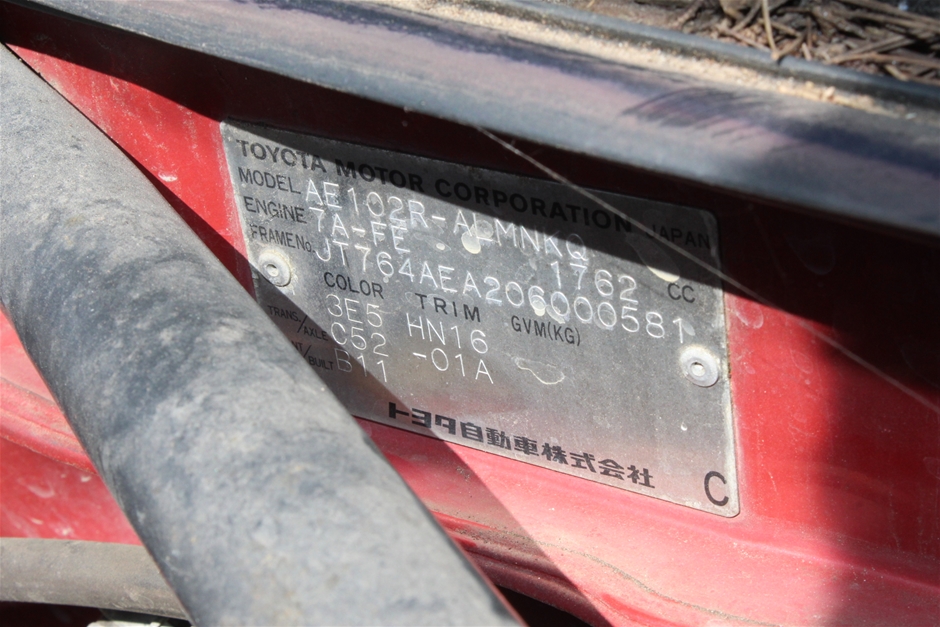 TOYOTA MOTOR CORPORATION JAPAN
MODEL AE102R-AEMNKQ
ENGINE 7A-FE 1762 CC
FRAME No. JT764AEA206000581
COLOR TRIM GVM(KG)
3E5 HN16
TRANS./AXLE C52 -01A
BUILT B11
トヨタ自動車株式会社
C